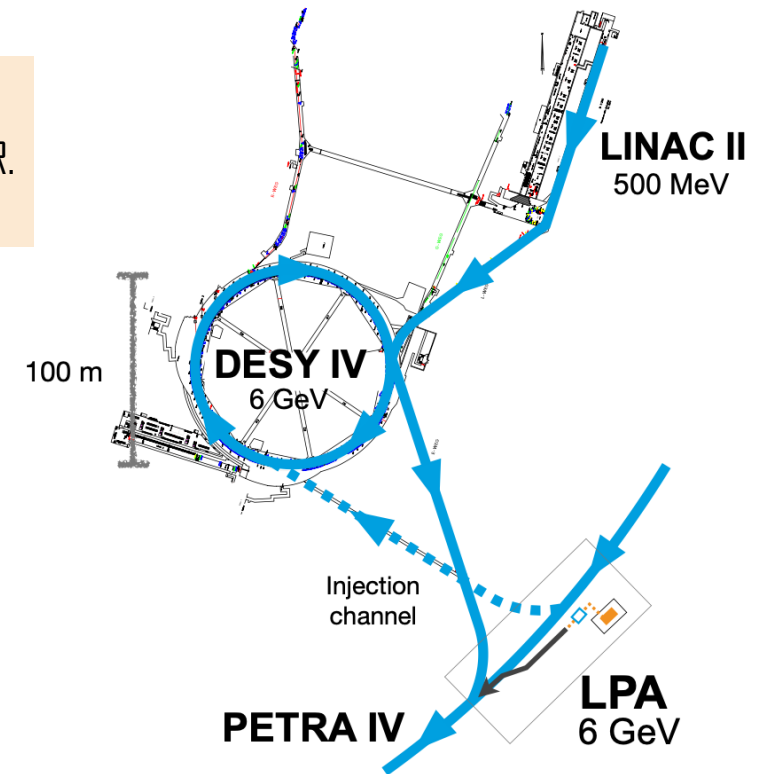 R.
LINAC II
500 MeV
DESY IV
6 GeV
100 m
Injection
channel
LPA
6 GeV
PETRA IV